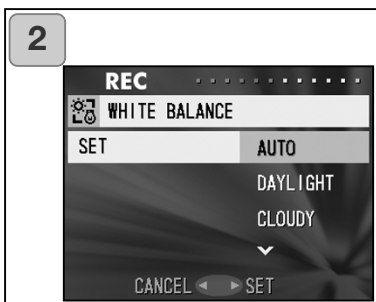 2
REC
WHITE BALANCE
SET AUTO
DAYLIGHT
CLOUDY
CANCEL SET